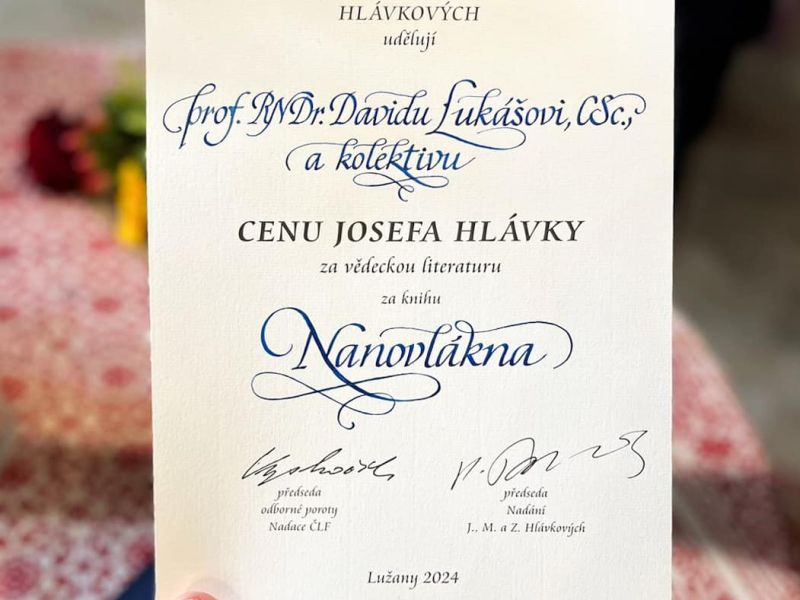 HLÁVKOVÝCH
udělují
prof. RNDr. Davidu Lukášovi, CSc.,
a kolektivu
CENU JOSEFA HLÁVKY
za vědeckou literaturu
za knihu
Nanovlákna
předseda
odborné poroty
Nadace ČLF
předseda
Nadání
J., M. a Z. Hlávkových
Lužany 2024